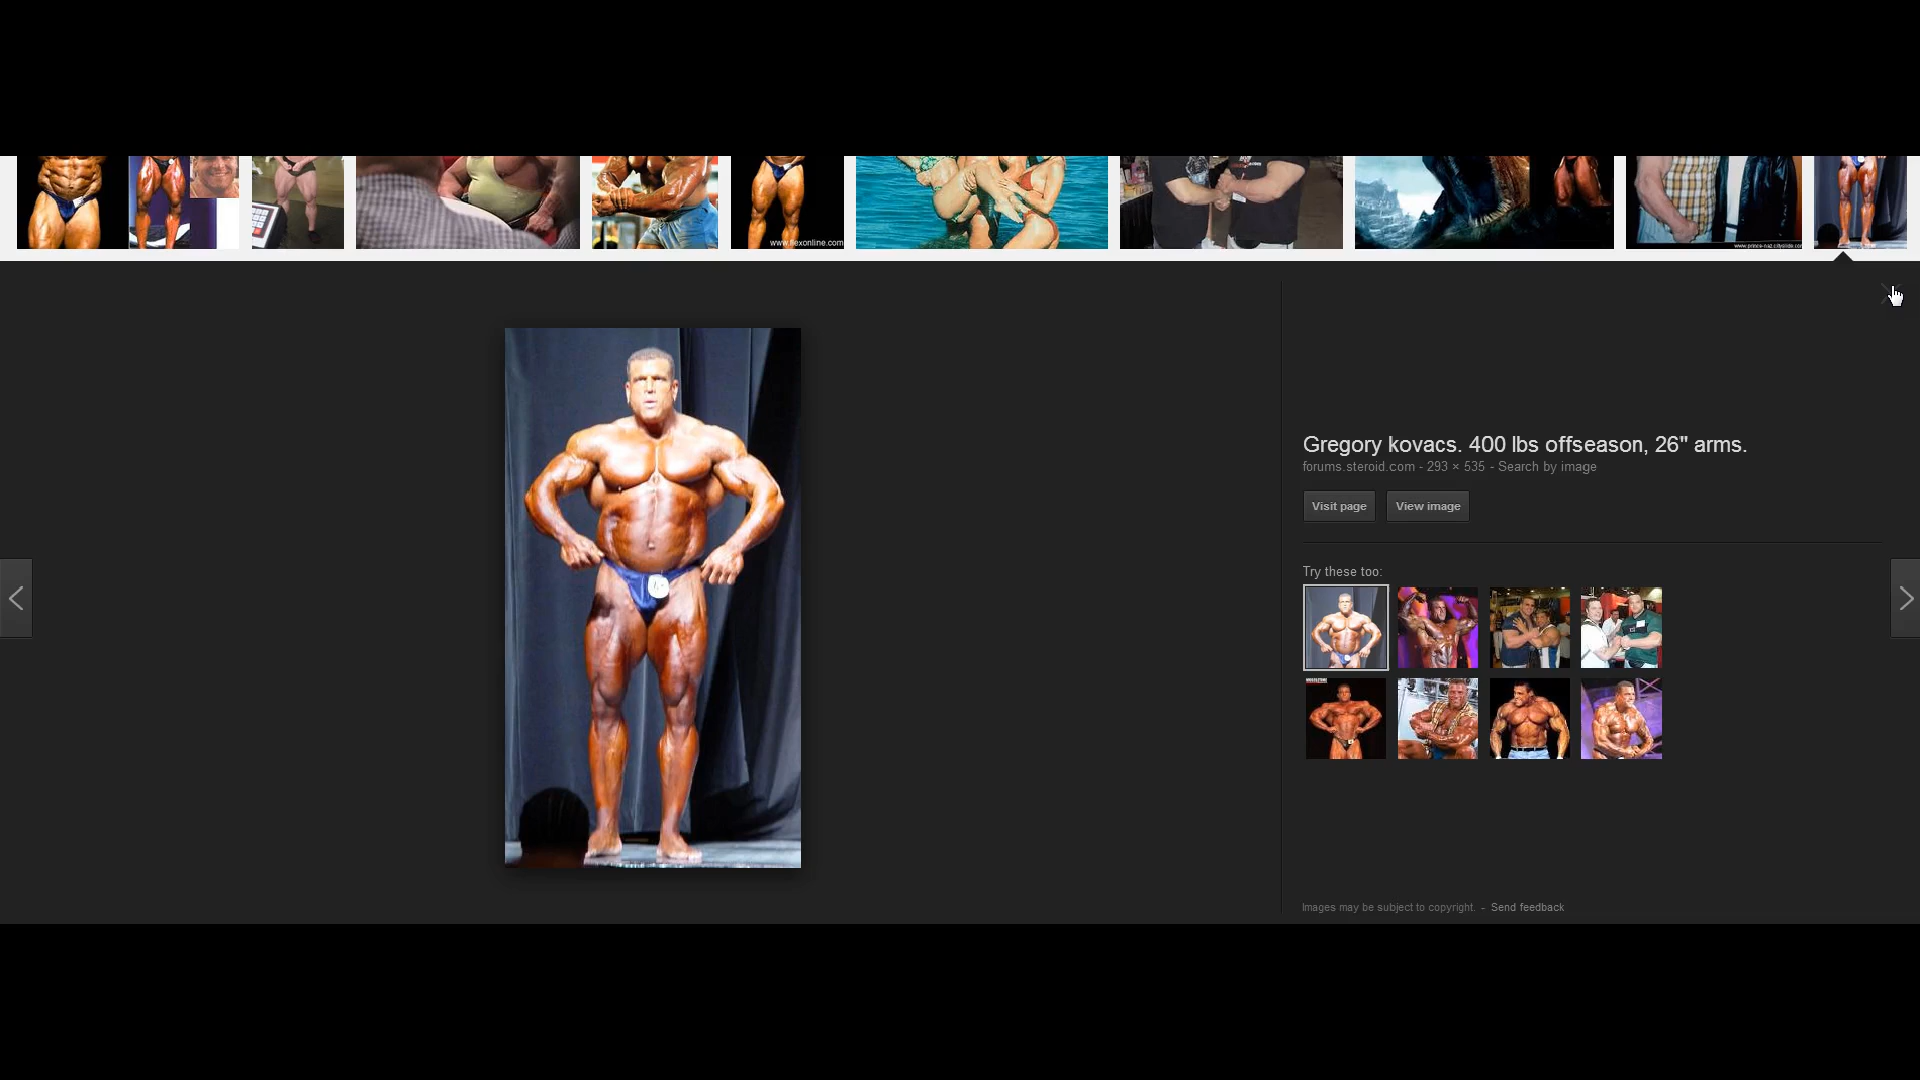 www.flexonline.com
Gregory kovacs. 400 lbs offseason, 26" arms.
forums.steroid.com - 293 × 535 - Search by image
Visit page
View image
Try these too:
Images may be subject to copyright. - Send feedback